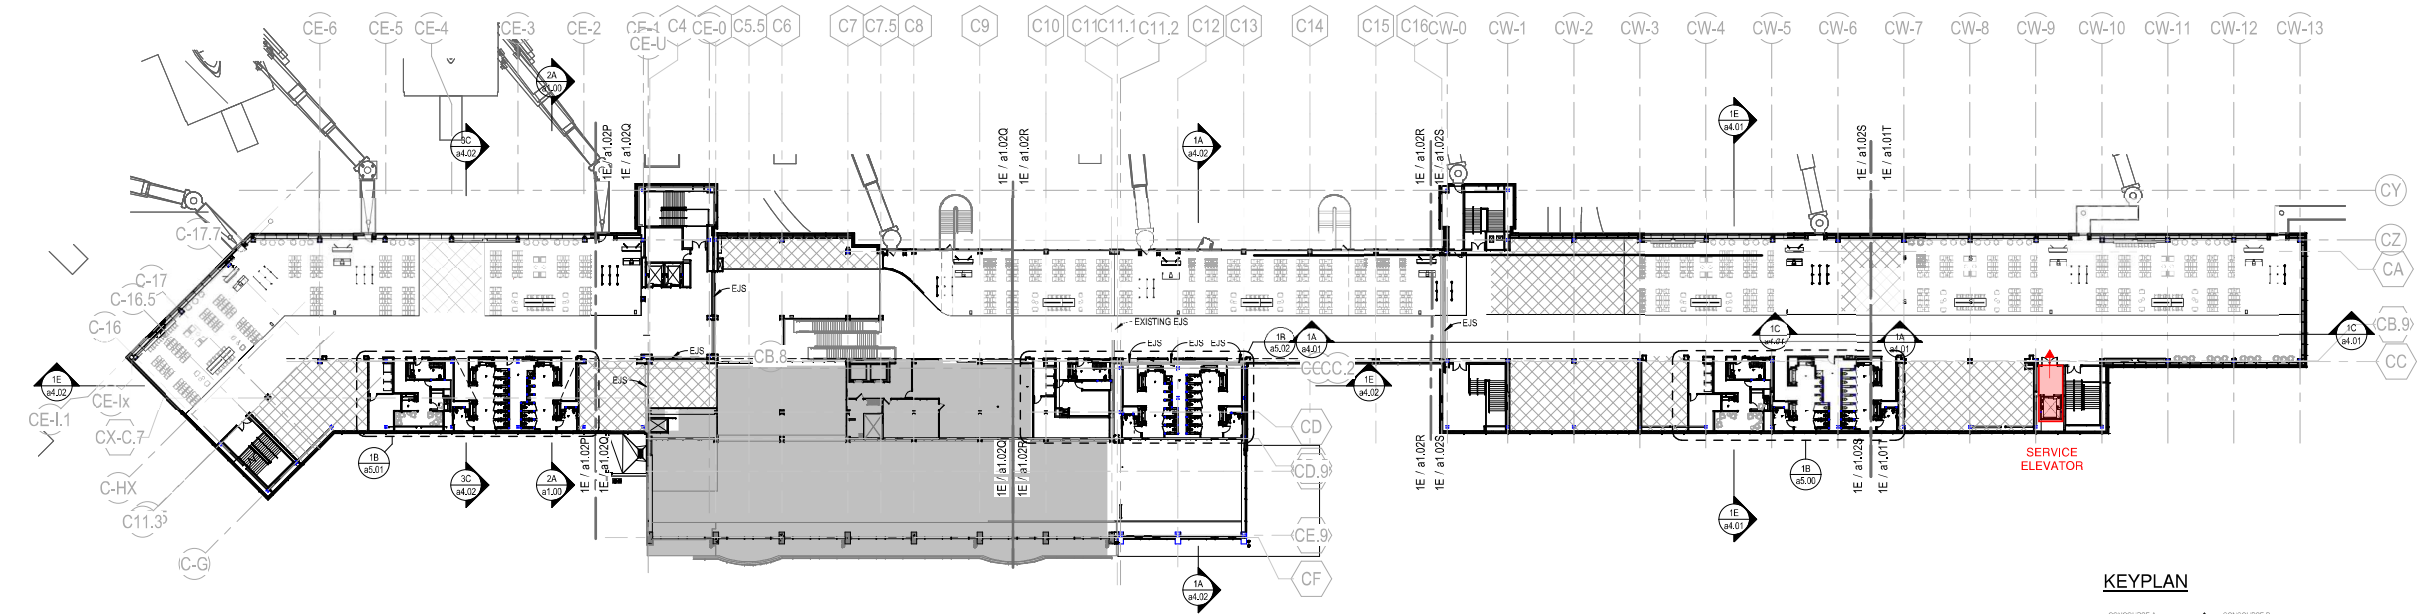 CE-6 CE-5 CE-4 CE-3 CE-2 CE-1 C4 CE-0 C5.5 C6 C7 C7.5 C8 C9 C10 C11 C11.1 C11.2 C12 C13 C14 C15 C16 CW-0 CW-1 CW-2 CW-3 CW-4 CW-5 CW-6 CW-7 CW-8 CW-9 CW-10 CW-11 CW-12 CW-13
CE-U
2A
a1.00
3C
a4.02
1A
a4.02
1E
a4.01
1E / a1.02P
1E / a1.02Q
1E / a1.02Q
1E / a1.02R
1E / a1.02R
1E / a1.02S
1E / a1.02S
1E / a1.01T
CY
CZ
CA
CB.9
CC
C-17.7
C-17
C-16.5
C-16
EJS
EXISTING EJS
EJS
EJS
EJS EJS EJS
EJS
CB.8
1B
a5.02
1A
a4.01
1C
a4.01
1A
a4.01
1C
a4.01
1E
a4.02
1E
a4.02
CCCC.2
CE-Ix
CE-I.1
CX-C.7
C-HX
C11.3
C-G
CD
CD.9
CE.9
CF
1B
a5.01
3C
a4.02
2A
a1.00
1E / a1.02P
1E / a1.02Q
1E / a1.02Q
1E / a1.02R
1E / a1.02R
1E / a1.02S
1E / a1.02S
1E / a1.01T
1B
a5.00
1E
a4.01
1A
a4.02
SERVICE
ELEVATOR
KEYPLAN